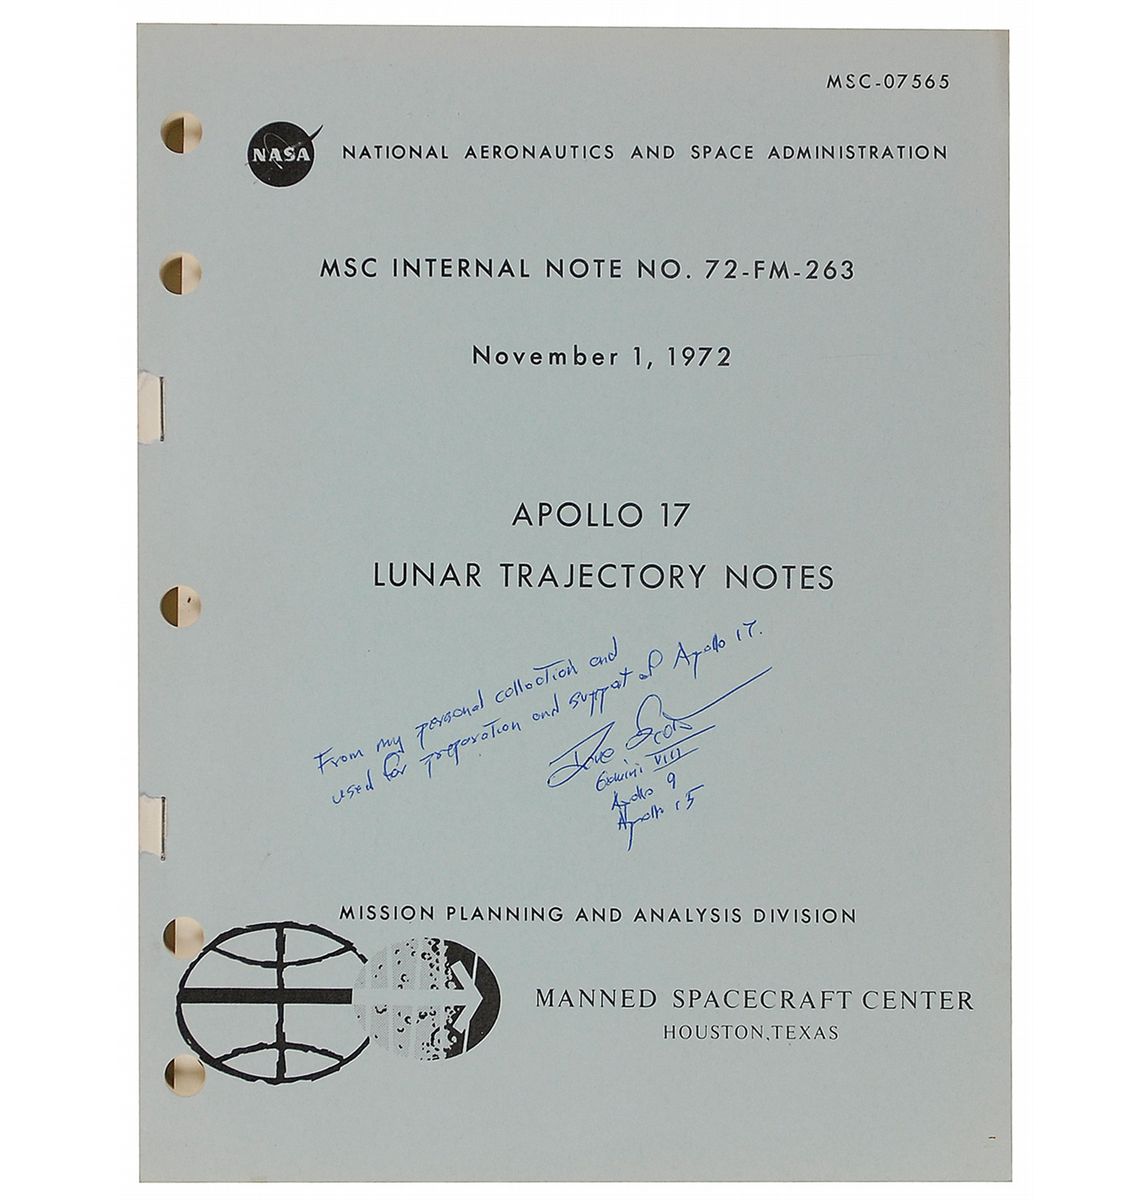 MSC-07565
NASA
NATIONAL AERONAUTICS AND SPACE ADMINISTRATION
MSC INTERNAL NOTE NO. 72-FM-263
November 1, 1972
APOLLO 17
LUNAR TRAJECTORY NOTES
From my personal collection and
used for preparation and support of Apollo 17.
Dave Scott
Gemini VIII
Apollo 9
Apollo 15
MISSION PLANNING AND ANALYSIS DIVISION
MANNED SPACECRAFT CENTER
HOUSTON, TEXAS